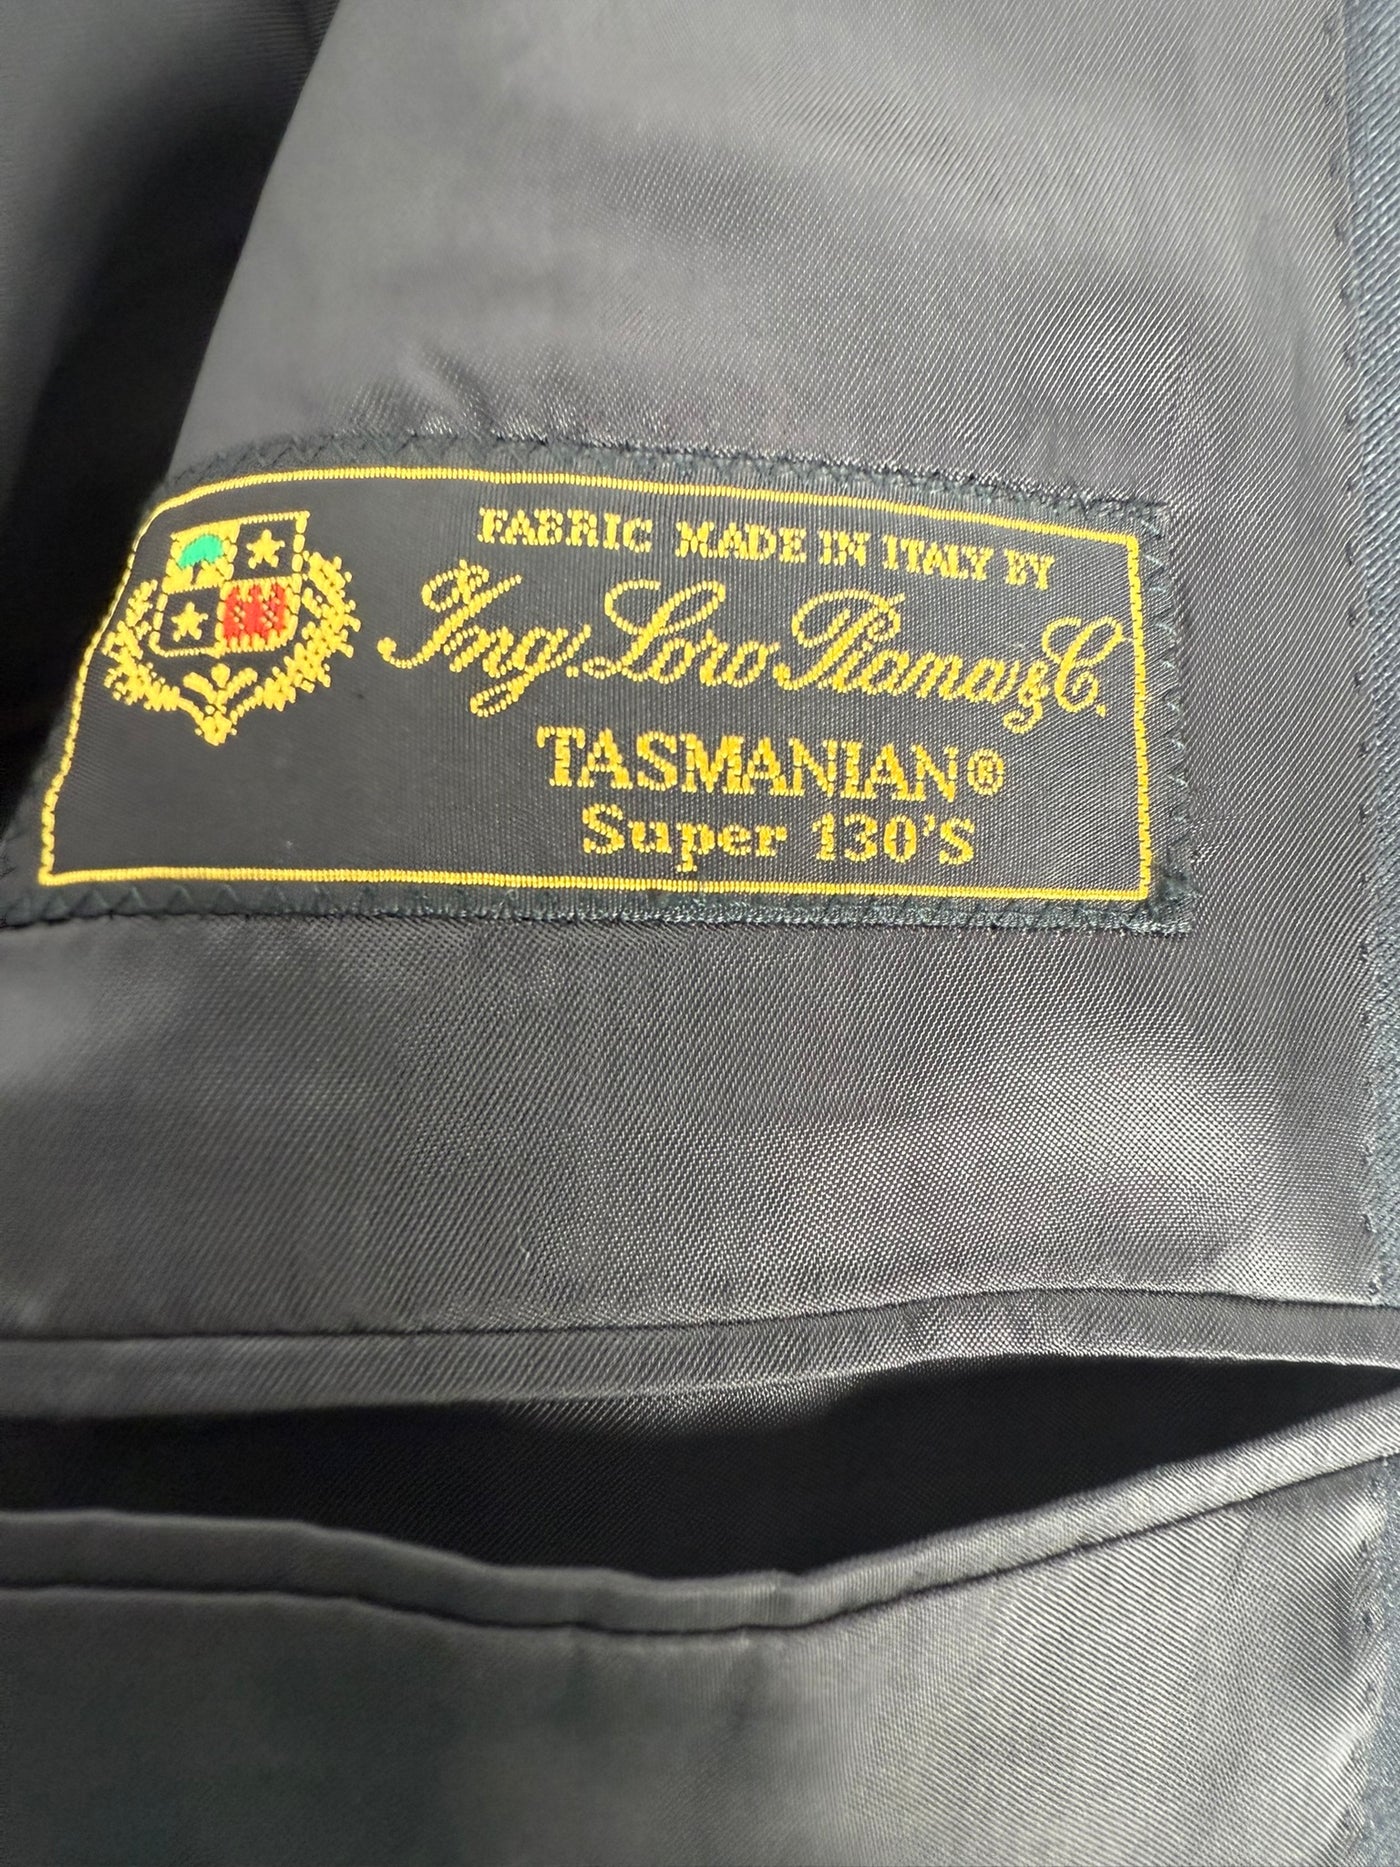 FABRIC MADE IN ITALY BY
Ing. Loro Piana & C.
TASMANIAN®
Super 130'S